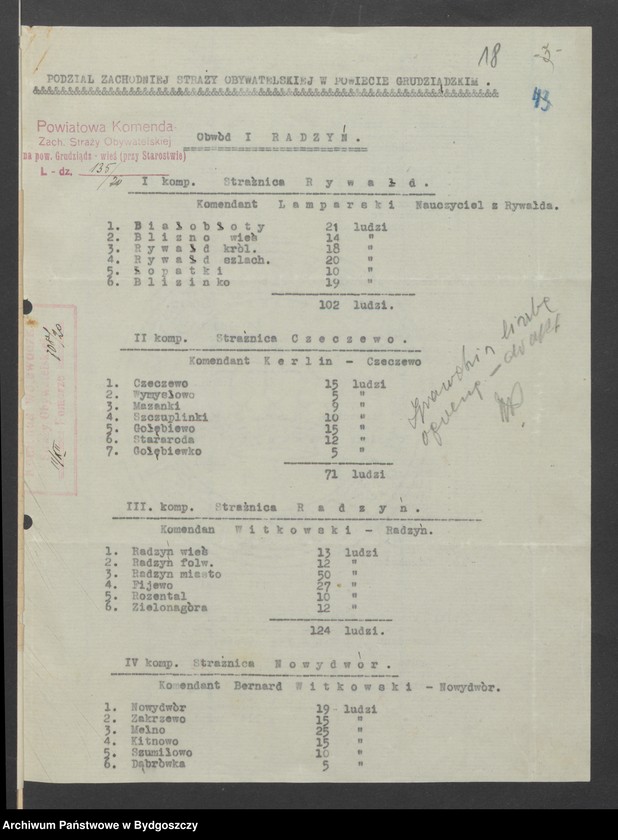 18 -3-
PODZIAŁ ZACHODNIEJ STRAŻY OBYWATELSKIEJ W POWIECIE GRUDZIĄDZKIM .
43
Powiatowa Komenda
Zach. Straży Obywatelskiej
na pow. Grudziądz - wieś (przy Starostwie)
L. - dz. 135/20
Obwód I RADZYŃ.
I komp. Strażnica Rywałd.
Komendant Lamparski Nauczyciel z Rywałda.
1. Białobłoty 21 ludzi
2. Blizno wieś 14 "
3. Rywałd król. 18 "
4. Rywałd szlach. 20 "
5. Łopatki 10 "
6. Blisinko 19 "
102 ludzi.
II komp. Strażnica Czeczewo.
Komendant Kerlin - Czeczewo
1. Czeczewo 15 ludzi
2. Wymysłowo 5 "
3. Mazanki 9 "
4. Szczuplinki 10 "
5. Gołębiewo 15 "
6. Stararoda 12 "
7. Gołębiewko 5 "
71 ludzi
III. komp. Strażnica Radzyń.
Komendan Witkowski - Radzyń.
1. Radzyń wieś 13 ludzi
2. Radzyń folw. 12 "
3. Radzyń miasto 50 "
4. Fijewo 27 "
5. Rozental 10 "
6. Zielonagóra 12 "
124 ludzi.
IV komp. Strażnica Nowydwór.
Komendant Bernard Witkowski - Nowydwór.
1. Nowydwór 19 ludzi
2. Zakrzewo 15 "
3. Mełno 25 "
4. Kitnowo 15 "
5. Szumiłowo 10 "
6. Dąbrówka 5 "
Archiwum Państwowe w Bydgoszczy